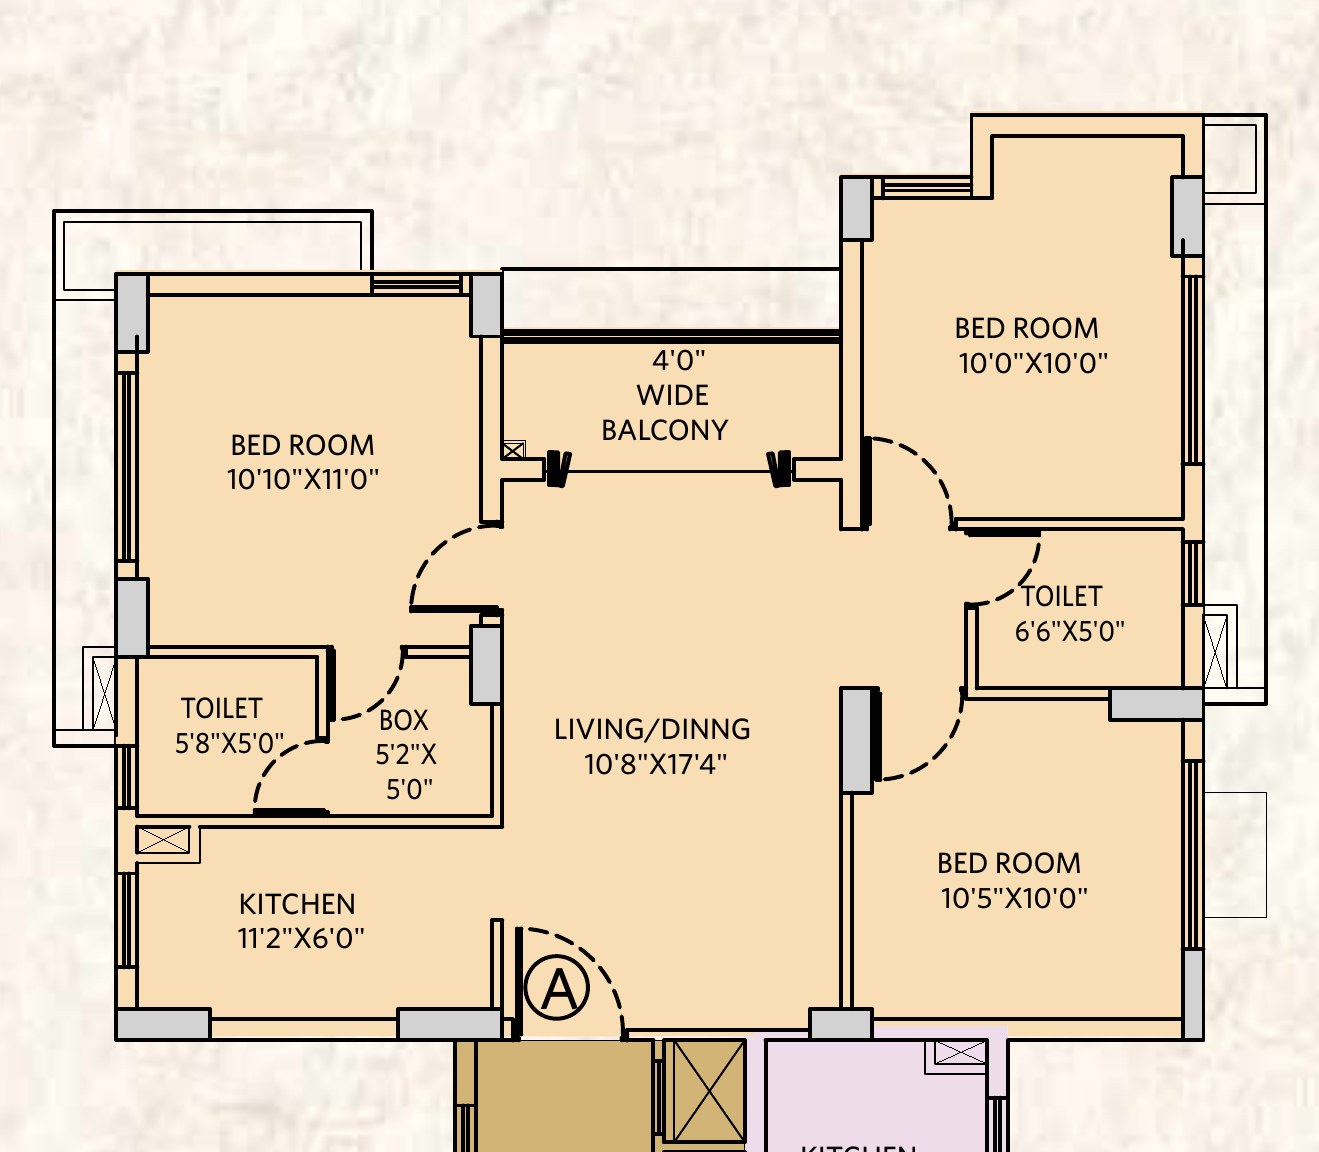 BED ROOM
10'0"X10'0"
4'0"
WIDE
BALCONY
BED ROOM
10'10"X11'0"
TOILET
6'6"X5'0"
TOILET
5'8"X5'0"
BOX
5'2"X
5'0"
LIVING/DINNG
10'8"X17'4"
BED ROOM
10'5"X10'0"
KITCHEN
11'2"X6'0"
A
KITCHEN